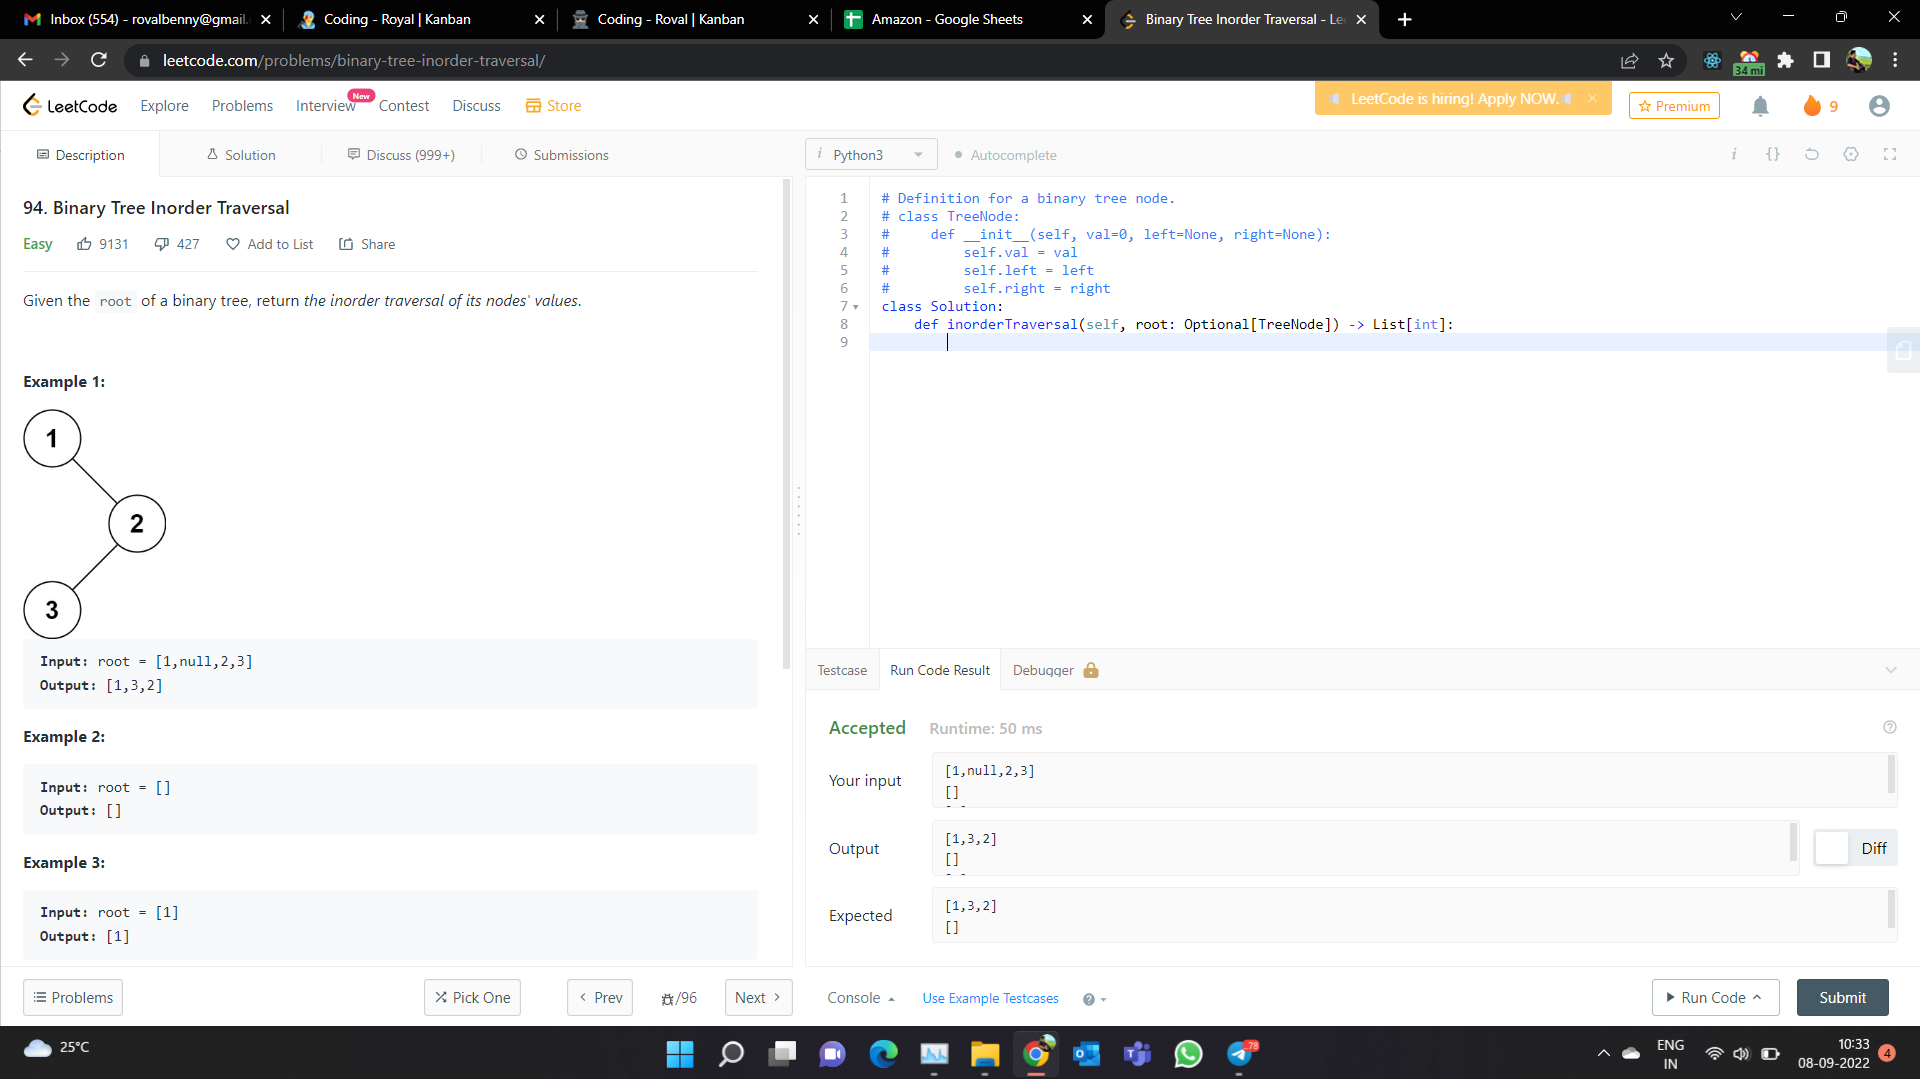 Inbox (554) - rovalbenny@gmail.
Coding - Royal | Kanban
Coding - Roval | Kanban
Amazon - Google Sheets
Binary Tree Inorder Traversal - Le
leetcode.com/problems/binary-tree-inorder-traversal/
34 mi
LeetCode
Explore
Problems
Interview
New
Contest
Discuss
Store
LeetCode is hiring! Apply NOW.
Premium
9
Description
Solution
Discuss (999+)
Submissions
Python3
Autocomplete
94. Binary Tree Inorder Traversal
Easy
9131
427
Add to List
Share
Given the root of a binary tree, return the inorder traversal of its nodes' values.
Example 1:
1
2
3
Input: root = [1,null,2,3]
Output: [1,3,2]
Example 2:
Input: root = []
Output: []
Example 3:
Input: root = [1]
Output: [1]
1 # Definition for a binary tree node.
2 # class TreeNode:
3 #     def __init__(self, val=0, left=None, right=None):
4 #         self.val = val
5 #         self.left = left
6 #         self.right = right
7 class Solution:
8     def inorderTraversal(self, root: Optional[TreeNode]) -> List[int]:
9
Testcase
Run Code Result
Debugger
Accepted
Runtime: 50 ms
Your input
[1,null,2,3]
[]
Output
[1,3,2]
[]
Diff
Expected
[1,3,2]
[]
Problems
Pick One
Prev
/96
Next
Console
Use Example Testcases
Run Code
Submit
25°C
78
ENG
IN
10:33
08-09-2022
4